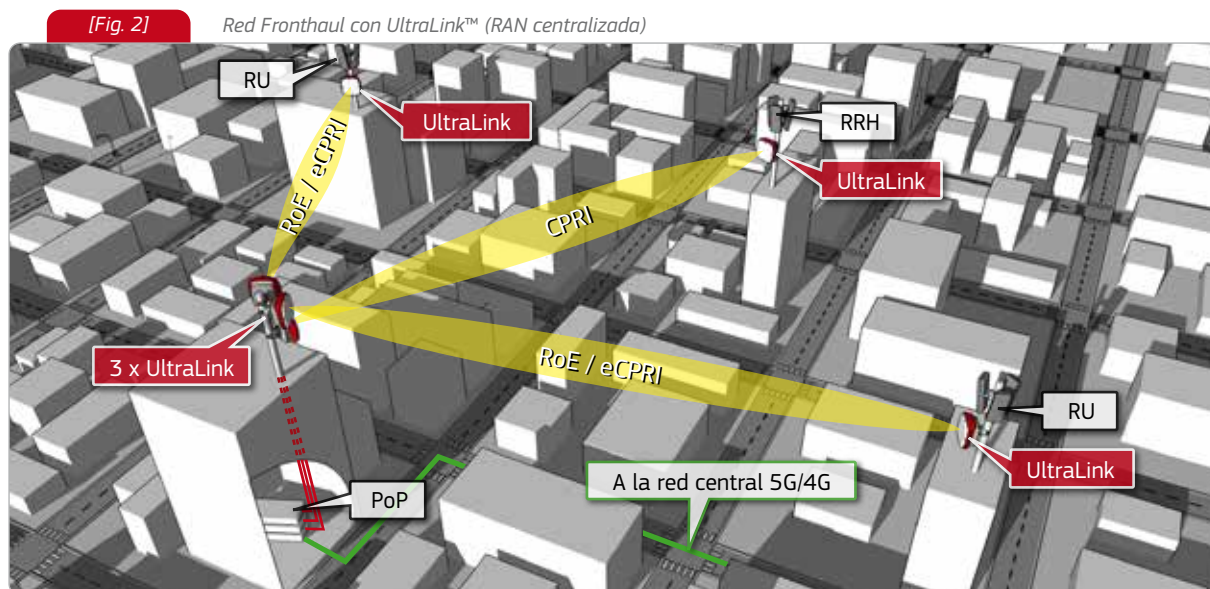 [Fig. 2]
Red Fronthaul con UltraLink™ (RAN centralizada)
RU
UltraLink
RRH
UltraLink
RoE / eCPRI
CPRI
RoE / eCPRI
3 x UltraLink
RU
UltraLink
A la red central 5G/4G
PoP